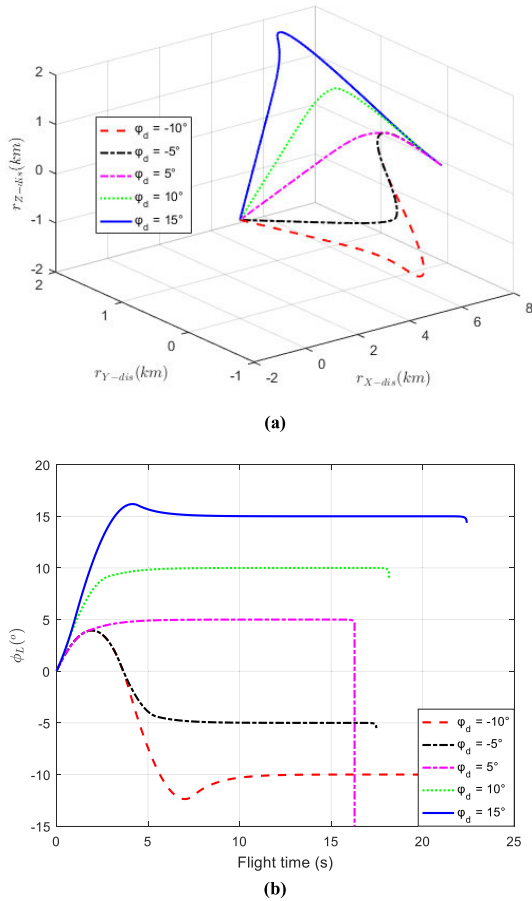 2
1
0
-1
-2
r_{Z-dis}(km)
φ_d = -10°
φ_d = -5°
φ_d = 5°
φ_d = 10°
φ_d = 15°
2
1
0
-1
r_{Y-dis}(km)
-2
0
2
4
6
8
r_{X-dis}(km)
(a)
20
15
10
5
0
-5
-10
-15
ϕ_L(°)
φ_d = -10°
φ_d = -5°
φ_d = 5°
φ_d = 10°
φ_d = 15°
0 5 10 15 20 25
Flight time (s)
(b)